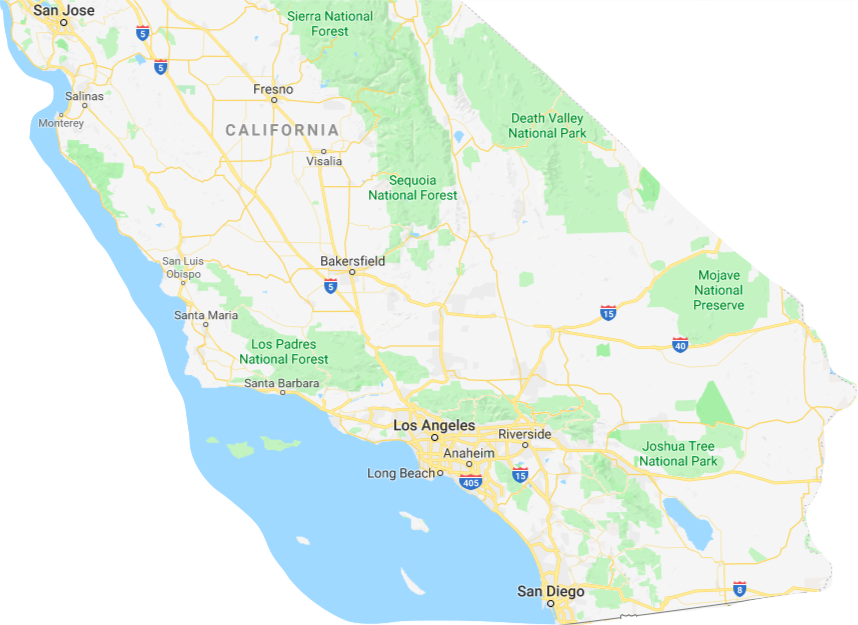 San Jose
Sierra National
Forest
5
5
Fresno
Salinas
Monterey
CALIFORNIA
Death Valley
National Park
Visalia
Sequoia
National Forest
San Luis
Obispo
Bakersfield
5
Mojave
National
Preserve
15
Santa Maria
40
Los Padres
National Forest
Santa Barbara
Los Angeles
Riverside
Anaheim
Joshua Tree
National Park
Long Beach
405
15
San Diego
8